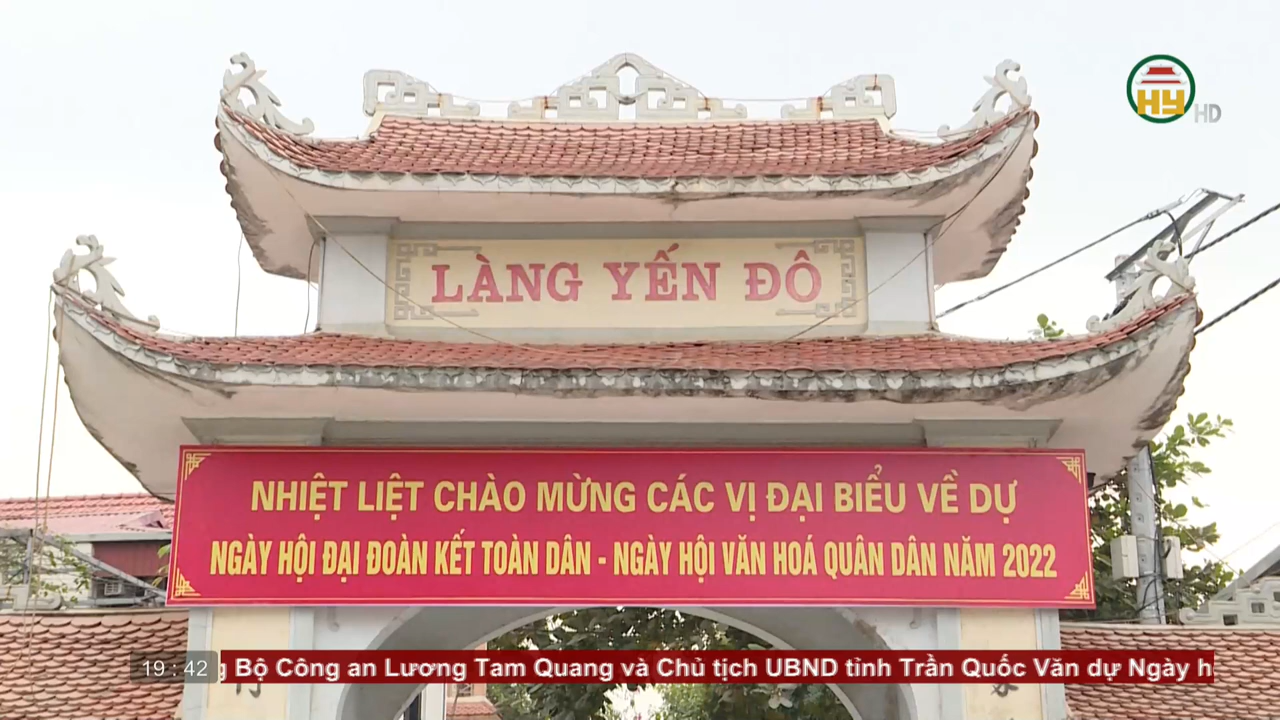 HY HD
LÀNG YẾN ĐÔ
NHIỆT LIỆT CHÀO MỪNG CÁC VỊ ĐẠI BIỂU VỀ DỰ
NGÀY HỘI ĐẠI ĐOÀN KẾT TOÀN DÂN - NGÀY HỘI VĂN HOÁ QUÂN DÂN NĂM 2022
19 : 42 g Bộ Công an Lương Tam Quang và Chủ tịch UBND tỉnh Trần Quốc Văn dự Ngày h